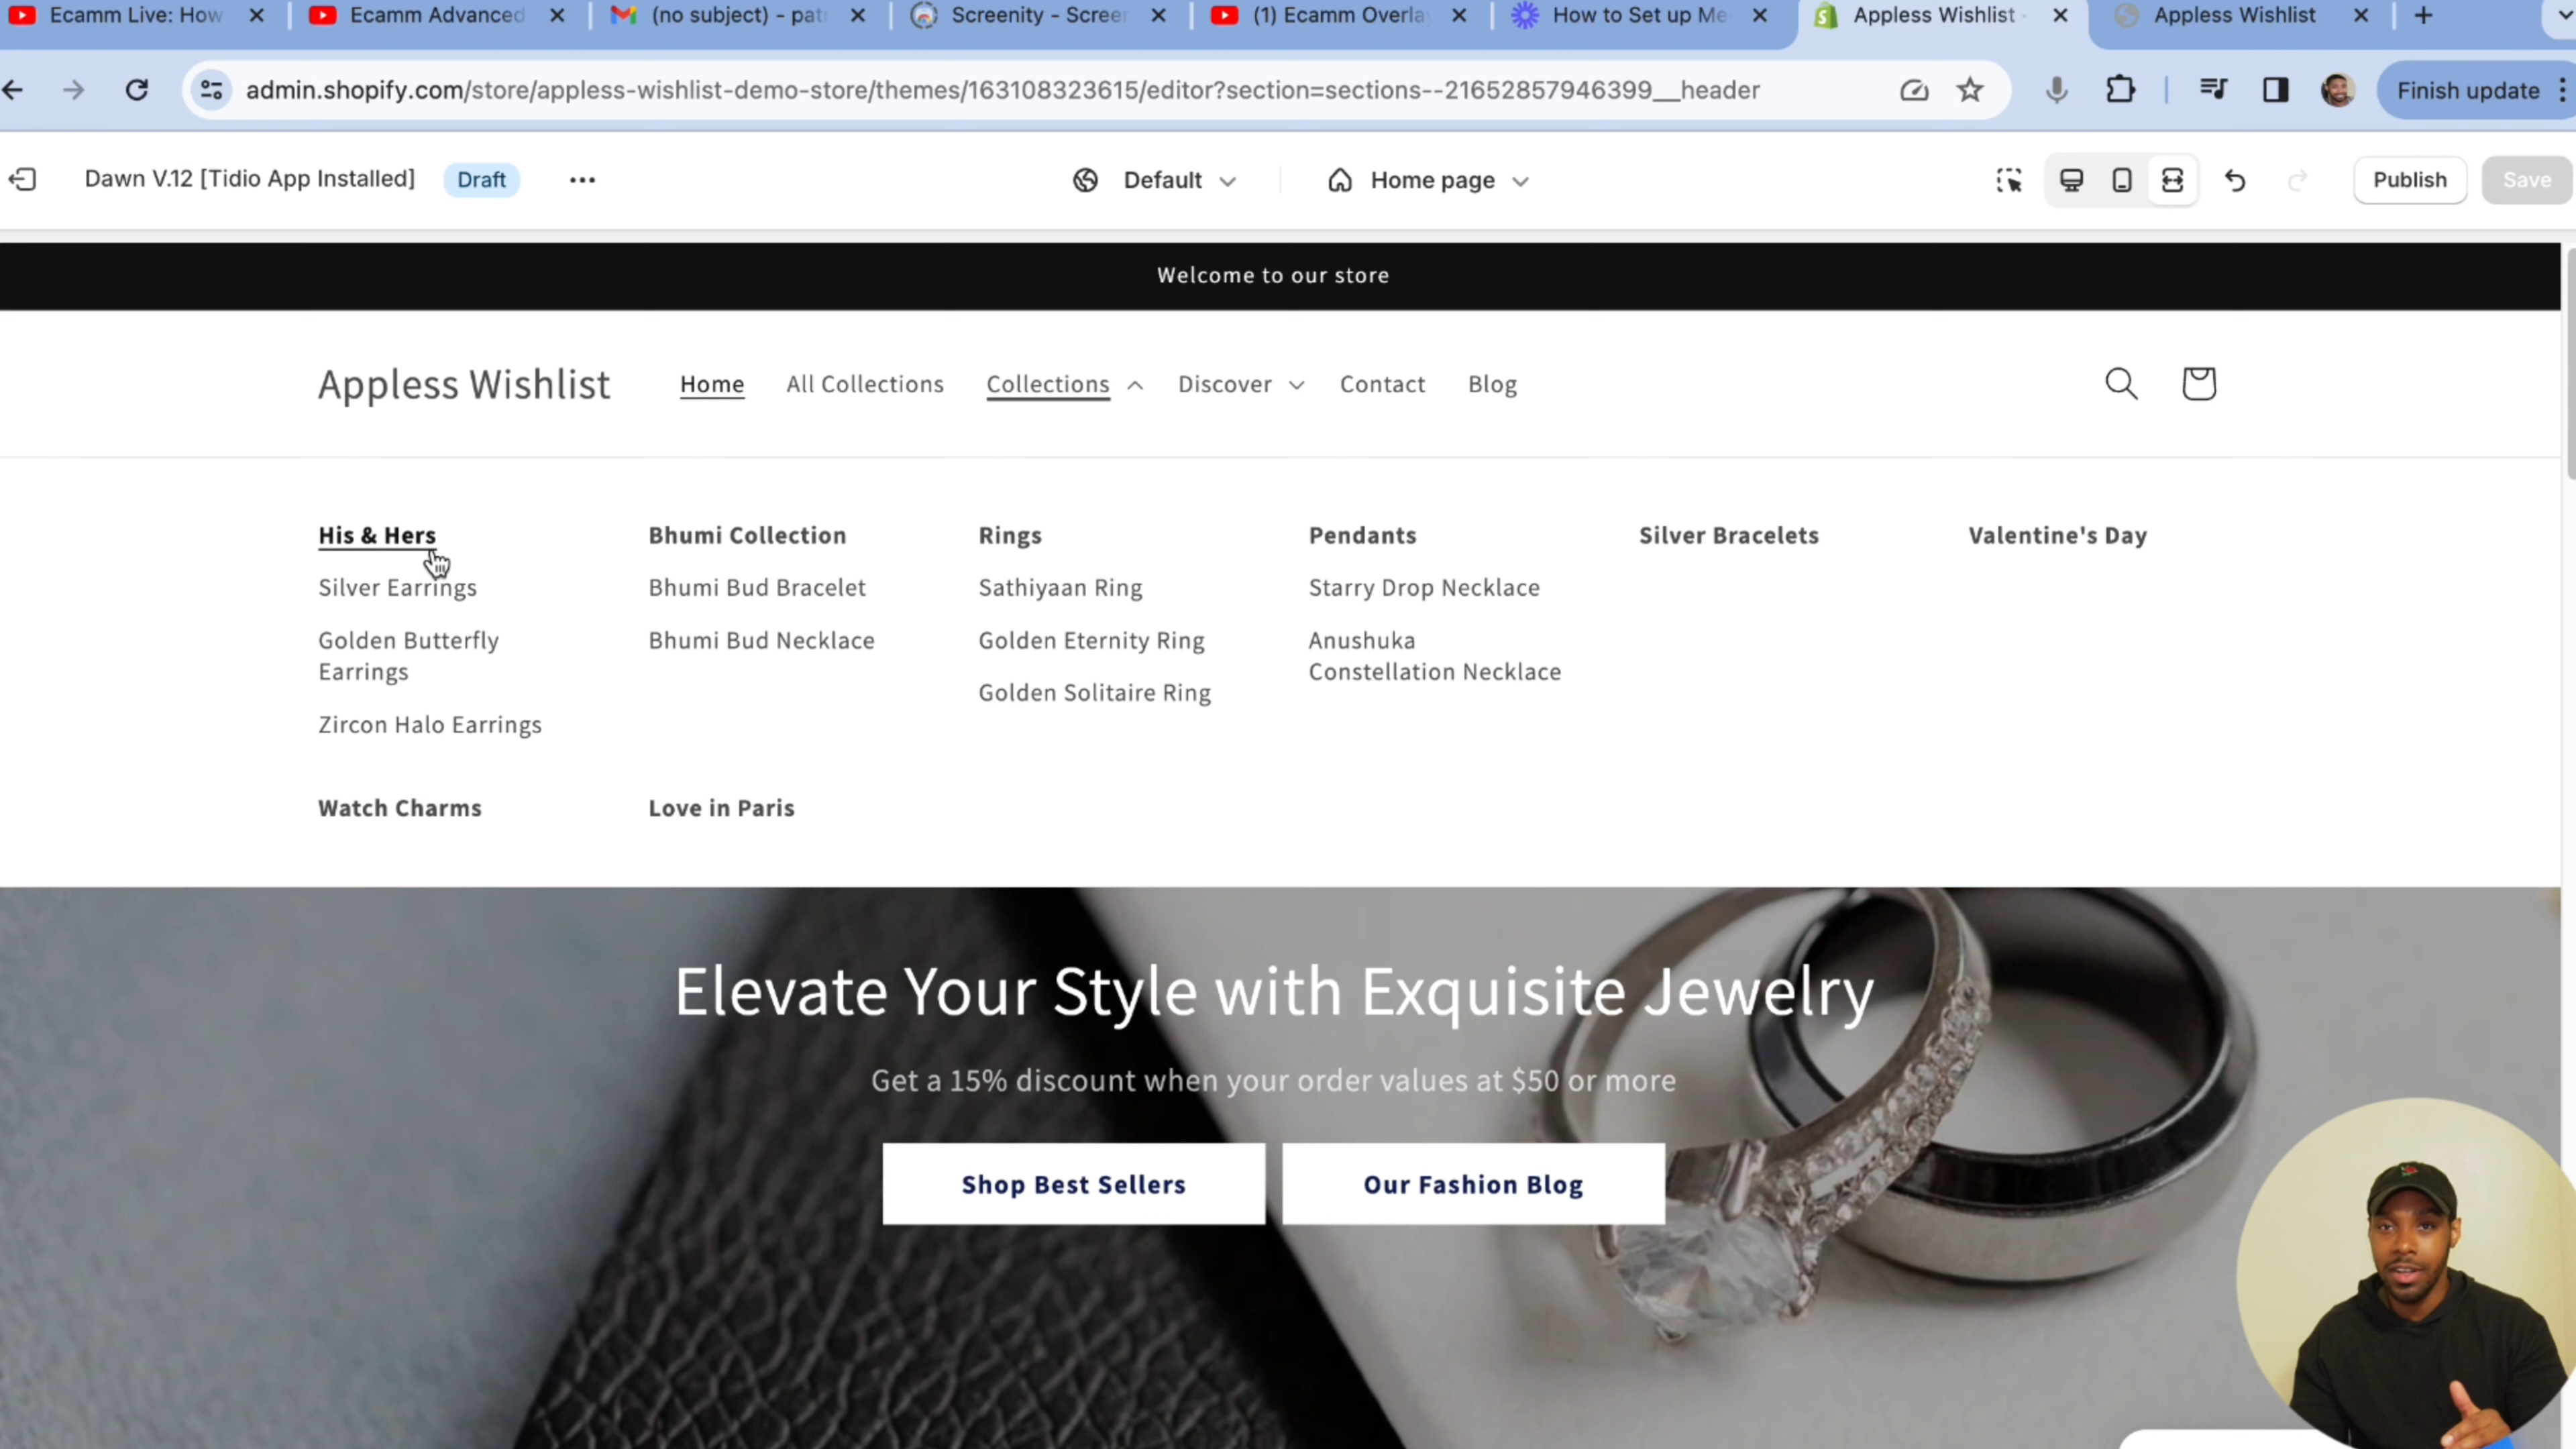 Ecamm Live: How
Ecamm Advanced
(no subject) - pat
Screenity - Screen
(1) Ecamm Overla
How to Set up Me
Appless Wishlist
Appless Wishlist
admin.shopify.com/store/appless-wishlist-demo-store/themes/163108323615/editor?section=sections--21652857946399__header
Finish update
Dawn V.12 [Tidio App Installed]
Draft
Default
Home page
Publish
Save
Welcome to our store
Appless Wishlist
Home
All Collections
Collections
Discover
Contact
Blog
His & Hers
Silver Earrings
Golden Butterfly
Earrings
Zircon Halo Earrings
Bhumi Collection
Bhumi Bud Bracelet
Bhumi Bud Necklace
Rings
Sathiyaan Ring
Golden Eternity Ring
Golden Solitaire Ring
Pendants
Starry Drop Necklace
Anushuka
Constellation Necklace
Silver Bracelets
Valentine's Day
Watch Charms
Love in Paris
Elevate Your Style with Exquisite Jewelry
Get a 15% discount when your order values at $50 or more
Shop Best Sellers
Our Fashion Blog